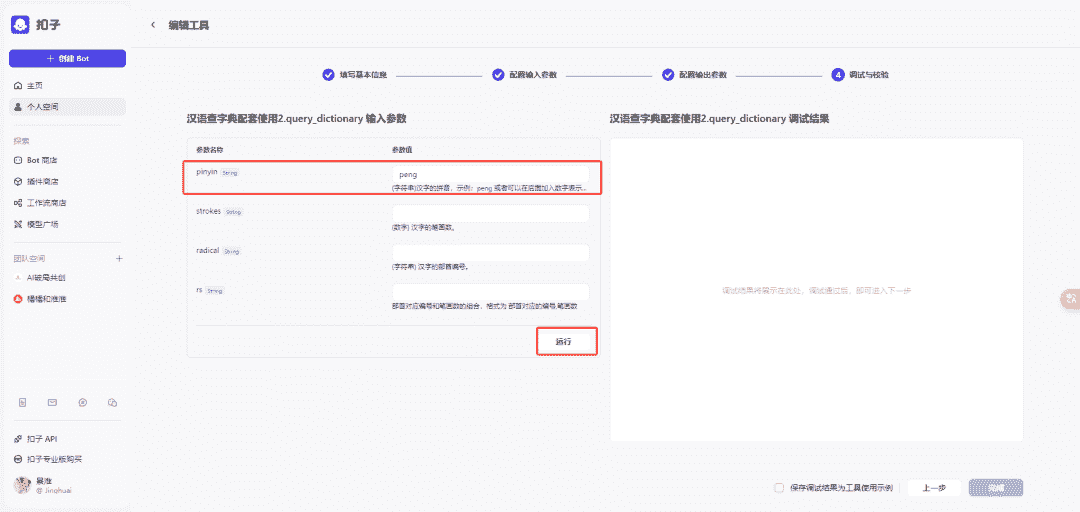 扣子
编辑工具
+ 创建 Bot
主页
个人空间
探索
Bot 商店
插件商店
工作流商店
模型广场
团队空间 +
AI破局共创
扣子 API
扣子专业版购买
@ Jinghuai
填写基本信息
配置输入参数
配置输出参数
4 调试与校验
汉语查字典配套使用2.query_dictionary 输入参数
参数名称 参数值
pinyin String peng
(字符串)汉字的拼音，示例：peng 或者可以在后面加入数字表示...
strokes String
(数字) 汉字的笔画数。
radical String
(字符串) 汉字的部首编号。
rs String
部首对应编号和笔画数的组合，格式为 部首对应的编号.笔画数
运行
汉语查字典配套使用2.query_dictionary 调试结果
调试结果将展示在此处，调试通过后，即可进入下一步
保存调试结果为工具使用示例
上一步